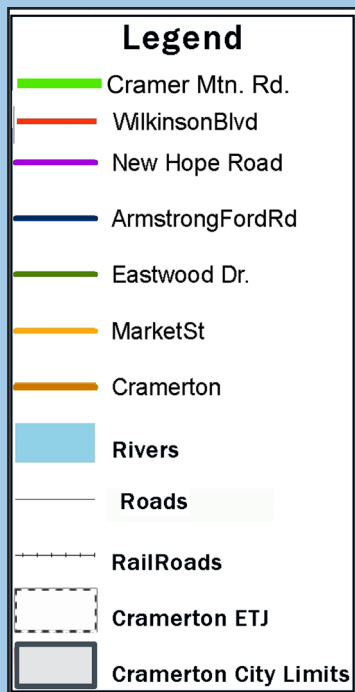 Legend
Cramer Mtn. Rd.
WilkinsonBlvd
New Hope Road
ArmstrongFordRd
Eastwood Dr.
MarketSt
Cramerton
Rivers
Roads
RailRoads
Cramerton ETJ
Cramerton City Limits